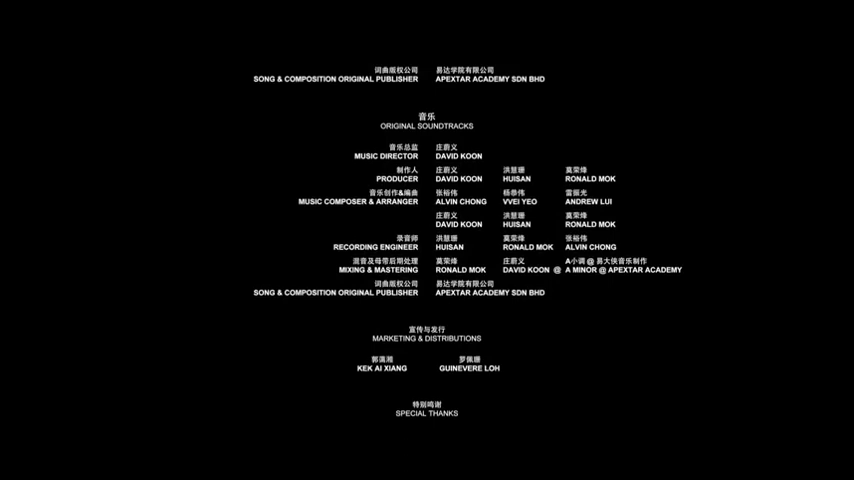 词曲版权公司 易达学院有限公司
SONG & COMPOSITION ORIGINAL PUBLISHER APEXTAR ACADEMY SDN BHD
音乐
ORIGINAL SOUNDTRACKS
音乐总监 庄蔚义
MUSIC DIRECTOR DAVID KOON
制作人 庄蔚义 洪慧珊 莫荣烽
PRODUCER DAVID KOON HUISAN RONALD MOK
音乐创作&编曲 张裕伟 杨恭伟 雷振光
MUSIC COMPOSER & ARRANGER ALVIN CHONG VVEI YEO ANDREW LUI
庄蔚义 洪慧珊 莫荣烽
DAVID KOON HUISAN RONALD MOK
录音师 洪慧珊 莫荣烽 张裕伟
RECORDING ENGINEER HUISAN RONALD MOK ALVIN CHONG
混音及母带后期处理 莫荣烽 庄蔚义 A小调 @ 易大侠音乐制作
MIXING & MASTERING RONALD MOK DAVID KOON @ A MINOR @ APEXTAR ACADEMY
词曲版权公司 易达学院有限公司
SONG & COMPOSITION ORIGINAL PUBLISHER APEXTAR ACADEMY SDN BHD
宣传与发行
MARKETING & DISTRIBUTIONS
郭蔼湘 罗佩珊
KEK AI XIANG GUINEVERE LOH
特别鸣谢
SPECIAL THANKS